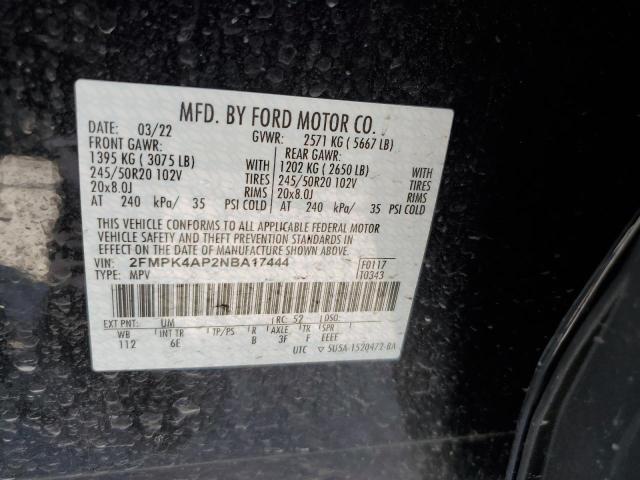 MFD. BY FORD MOTOR CO.
DATE: 03/22 GVWR: 2571 KG ( 5667 LB)
FRONT GAWR: REAR GAWR:
1395 KG ( 3075 LB) 1202 KG ( 2650 LB)
245/50R20 102V TIRES 245/50R20 102V TIRES
20x8.0J RIMS 20x8.0J RIMS
AT 240 kPa/ 35 PSI COLD AT 240 kPa/ 35 PSI COLD
THIS VEHICLE CONFORMS TO ALL APPLICABLE FEDERAL MOTOR
VEHICLE SAFETY AND THEFT PREVENTION STANDARDS IN
EFFECT ON THE DATE OF MANUFACTURE SHOWN ABOVE.
VIN: 2FMPK4AP2NBA17444 F0117
TYPE: MPV T0343
EXT PNT: UM RC: 52 DSO:
WB INT TR TP/PS R AXLE TR SPR
112 6E B 3F F EEEE
UTC ▽ 5U5A-1520472-BA